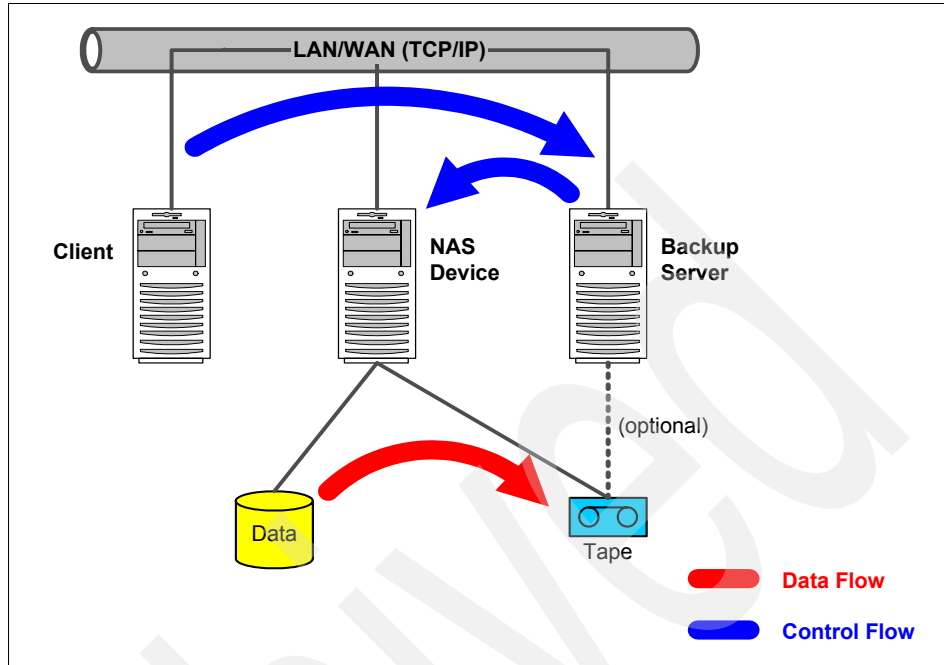 LAN/WAN (TCP/IP)
Client
NAS
Device
Backup
Server
(optional)
Data
Tape
Data Flow
Control Flow